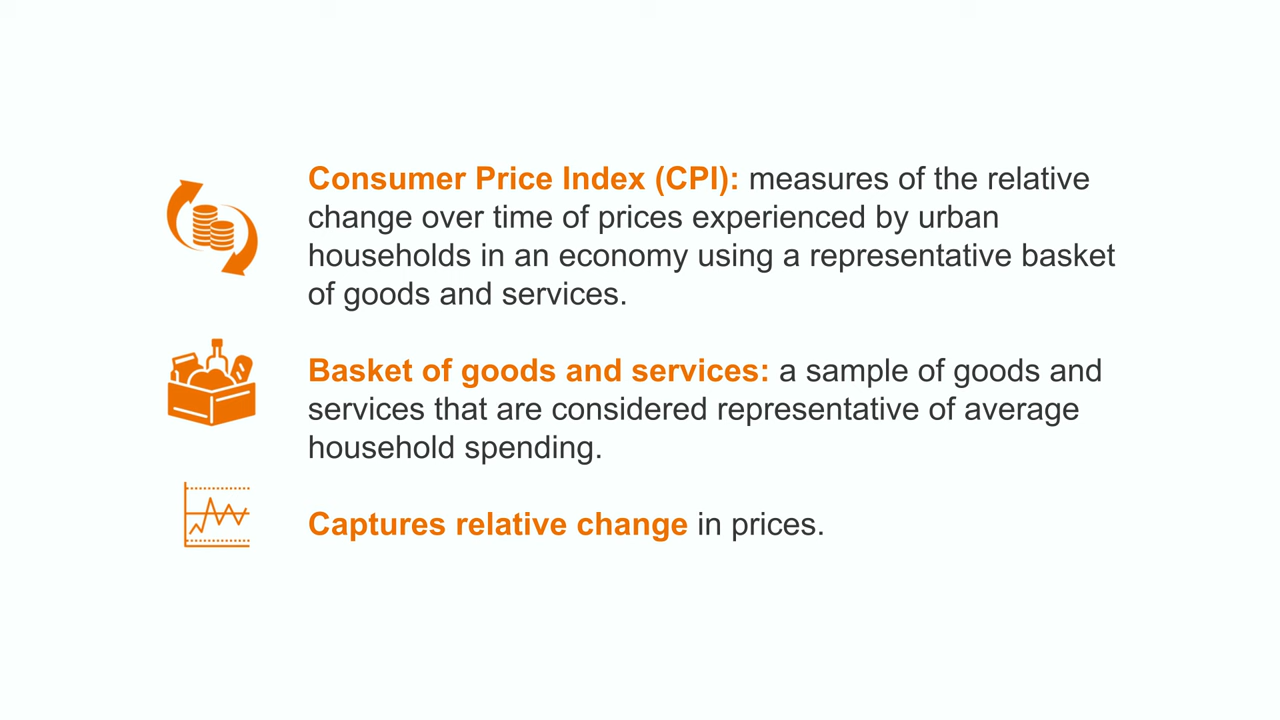 Consumer Price Index (CPI): measures of the relative
change over time of prices experienced by urban
households in an economy using a representative basket
of goods and services.
Basket of goods and services: a sample of goods and
services that are considered representative of average
household spending.
Captures relative change in prices.